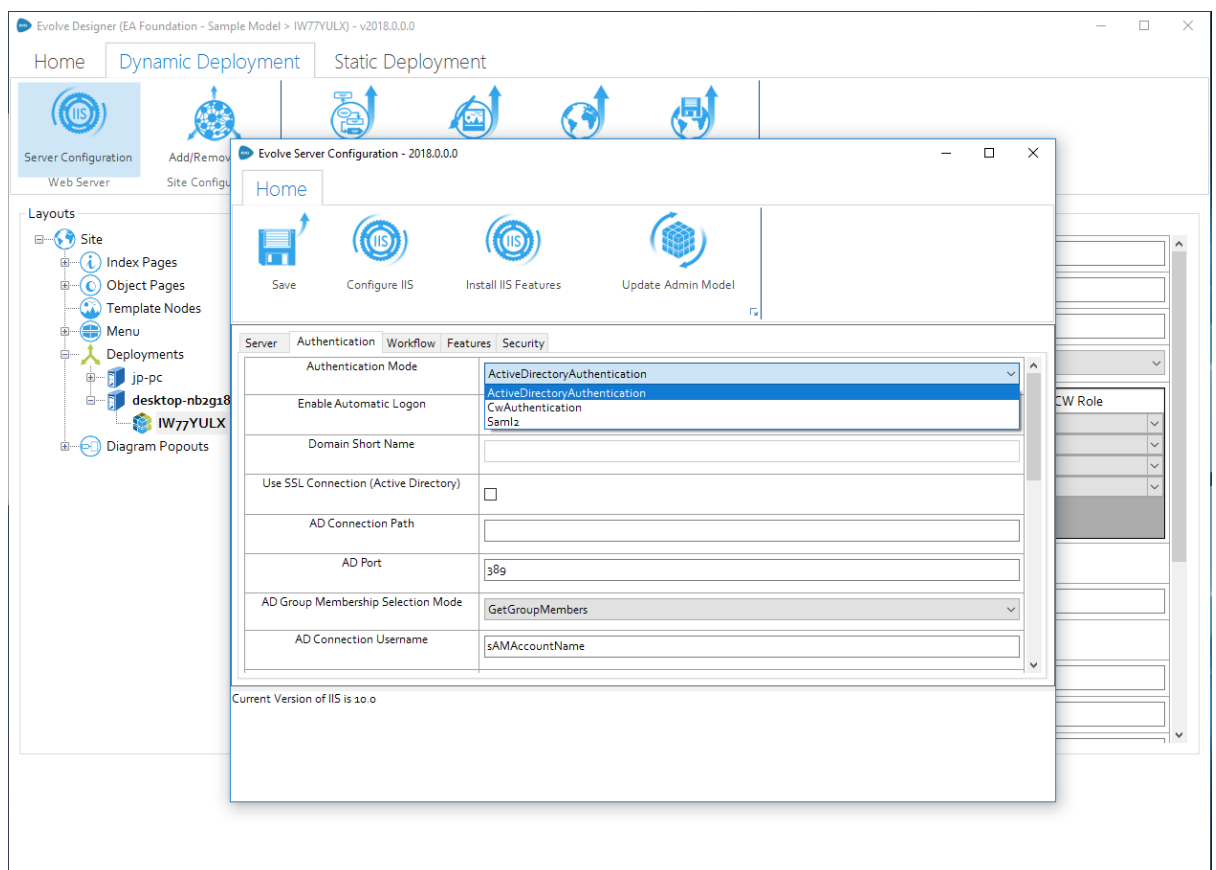 Evolve Designer (EA Foundation - Sample Model > IW77YULX) - v2018.0.0.0
Home Dynamic Deployment Static Deployment
IIS
Server Configuration Add/Remov
Web Server Site Configu
Evolve Server Configuration - 2018.0.0.0
Home
IIS IIS
Save Configure IIS Install IIS Features Update Admin Model
Layouts
Site
Index Pages
Object Pages
Template Nodes
Menu
Deployments
jp-pc
desktop-nb2g18
IW77YULX
Diagram Popouts
Server Authentication Workflow Features Security
Authentication Mode ActiveDirectoryAuthentication
ActiveDirectoryAuthentication
CwAuthentication
Saml2
Enable Automatic Logon
Domain Short Name
Use SSL Connection (Active Directory)
AD Connection Path
AD Port 389
AD Group Membership Selection Mode GetGroupMembers
AD Connection Username sAMAccountName
Current Version of IIS is 10.0
CW Role